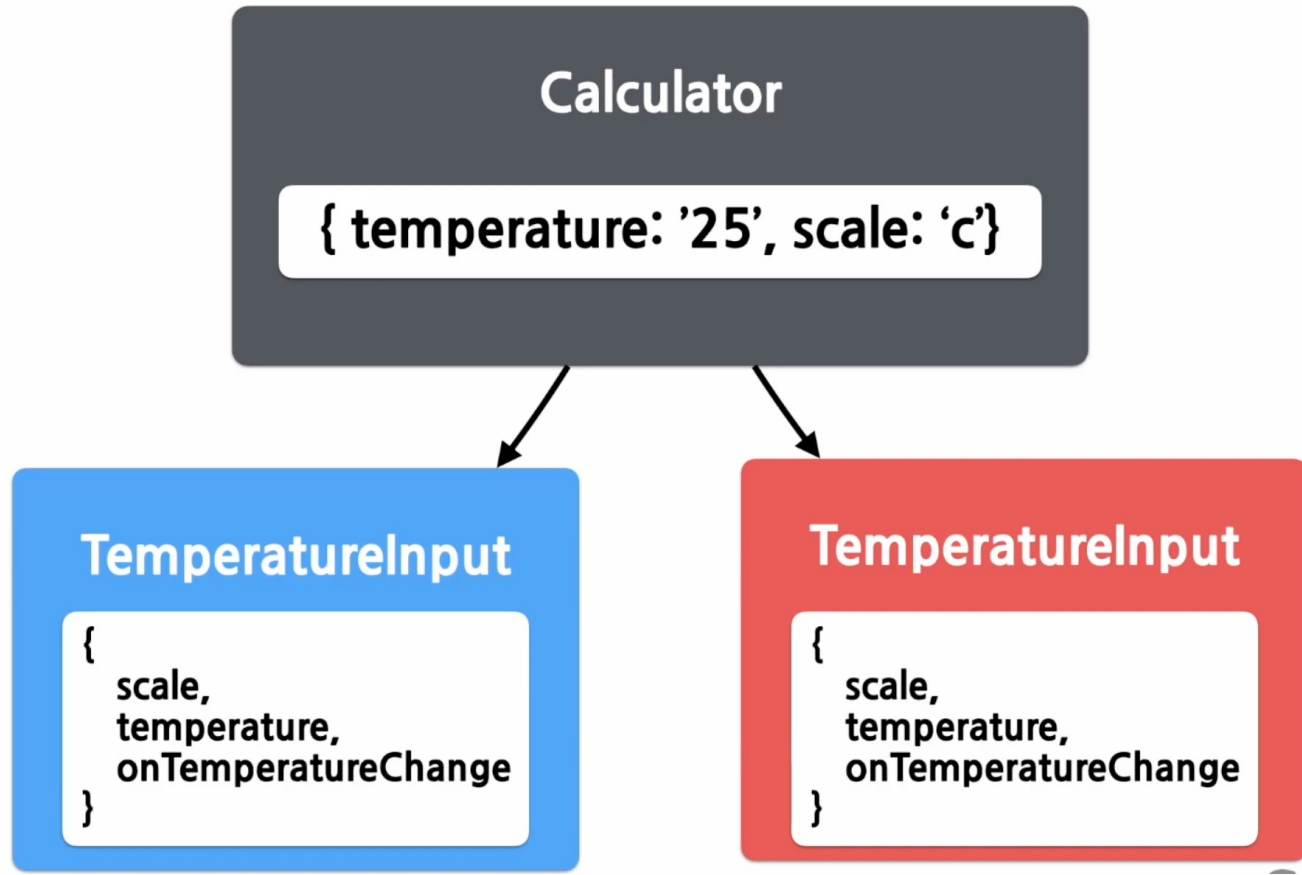 Calculator
{ temperature: ’25’, scale: ‘c’}
TemperatureInput
{
scale,
temperature,
onTemperatureChange
}
TemperatureInput
{
scale,
temperature,
onTemperatureChange
}